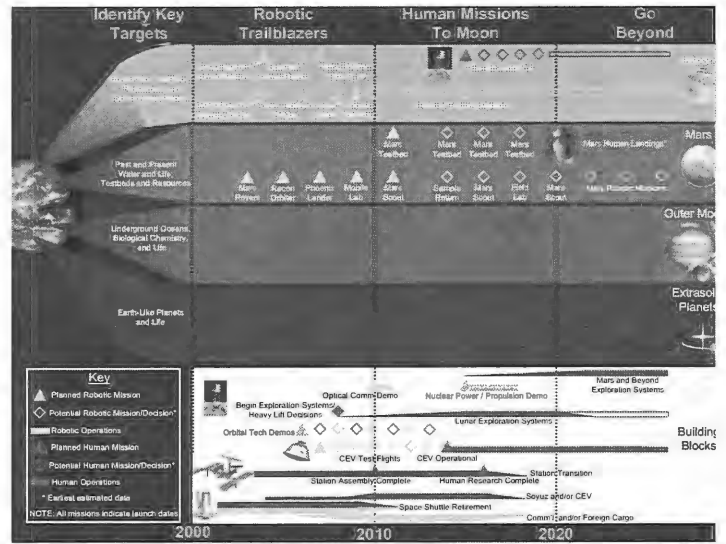 Identify Key
Targets
Robotic
Trailblazers
Human Missions
To Moon
Go
Beyond
Mars
Testbed
Mars
Testbed
Mars
Testbed
Mars
Testbed
Mars Human Landings*
Mars
Past and Present
Water and Life,
Testbeds and Resources
Mars
Rovers
Recon
Orbiter
Phoenix
Lander
Mobile
Lab
Mars
Scout
Sample
Return
Mars
Scout
Field
Lab
Mars
Scout
Mars Robotic Missions
Outer Mo
Underground Oceans,
Biological Chemistry,
and Life
Extrasol
Planets
Earth-Like Planets
and Life
Key
Planned Robotic Mission
Potential Robotic Mission/Decision*
Robotic Operations
Planned Human Mission
Potential Human Mission/Decision*
Human Operations
* Earliest estimated data
NOTE: All missions indicate launch dates
Optical Comm Demo
Nuclear Power / Propulsion Demo
Mars and Beyond
Exploration Systems
Begin Exploration Systems/
Heavy Lift Decisions
Lunar Exploration Systems
Orbital Tech Demos
Building
Blocks
CEV Test Flights
CEV Operational
Station Assembly Complete
Human Research Complete
Station Transition
Soyuz and/or CEV
Space Shuttle Retirement
Comm'l and/or Foreign Cargo
2000
2010
2020